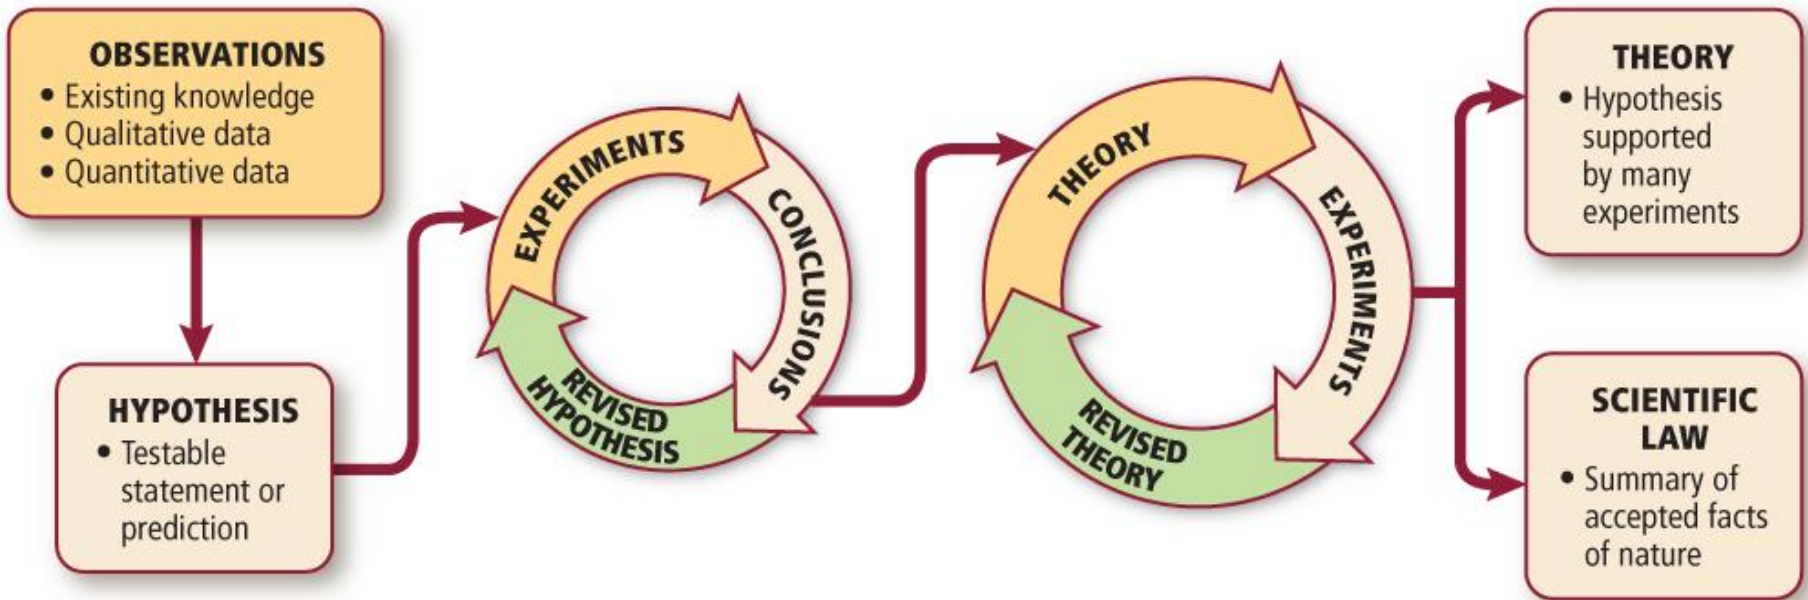 OBSERVATIONS
• Existing knowledge
• Qualitative data
• Quantitative data
HYPOTHESIS
• Testable
statement or
prediction
EXPERIMENTS
CONCLUSIONS
REVISED
HYPOTHESIS
THEORY
EXPERIMENTS
REVISED
THEORY
THEORY
• Hypothesis
supported
by many
experiments
SCIENTIFIC
LAW
• Summary of
accepted facts
of nature